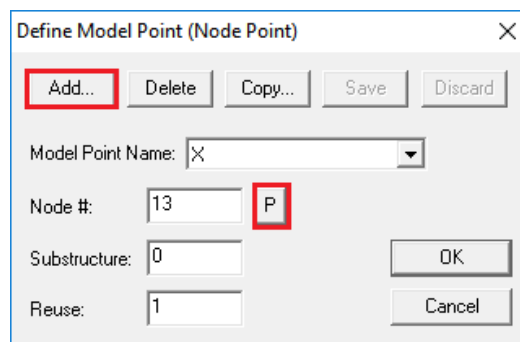 Define Model Point (Node Point)
Add... Delete Copy... Save Discard
Model Point Name: X
Node #: 13 P
Substructure: 0 OK
Reuse: 1 Cancel